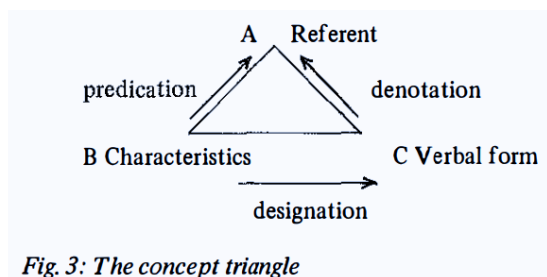 A Referent
predication
denotation
B Characteristics
C Verbal form
designation
Fig. 3: The concept triangle